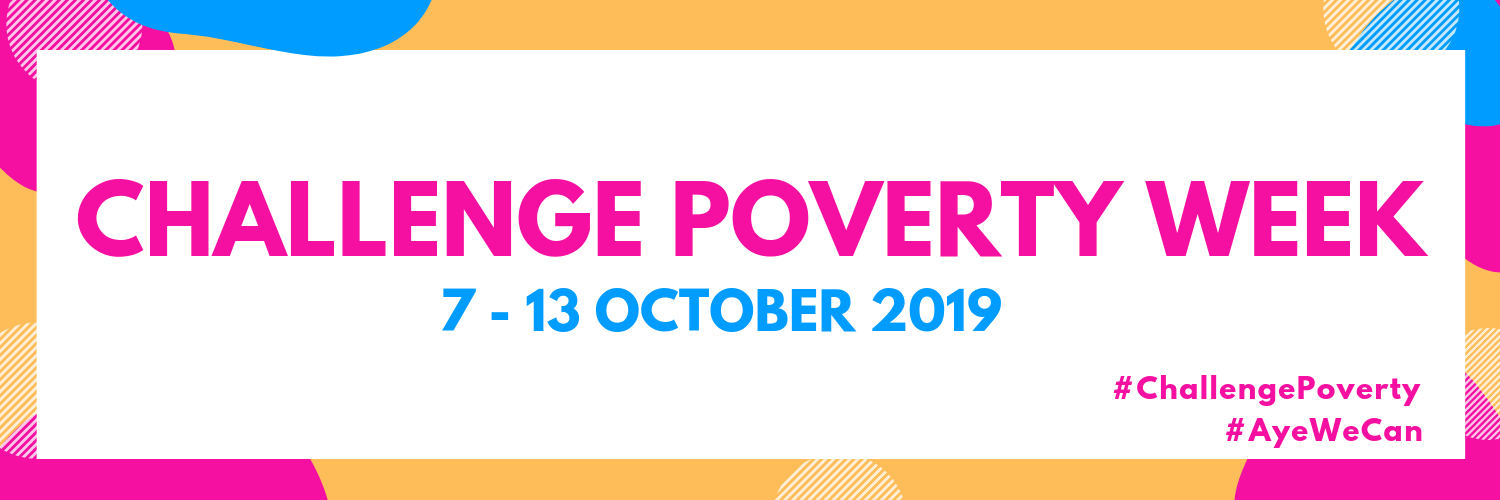 CHALLENGE POVERTY WEEK
7 - 13 OCTOBER 2019
#ChallengePoverty
#AyeWeCan